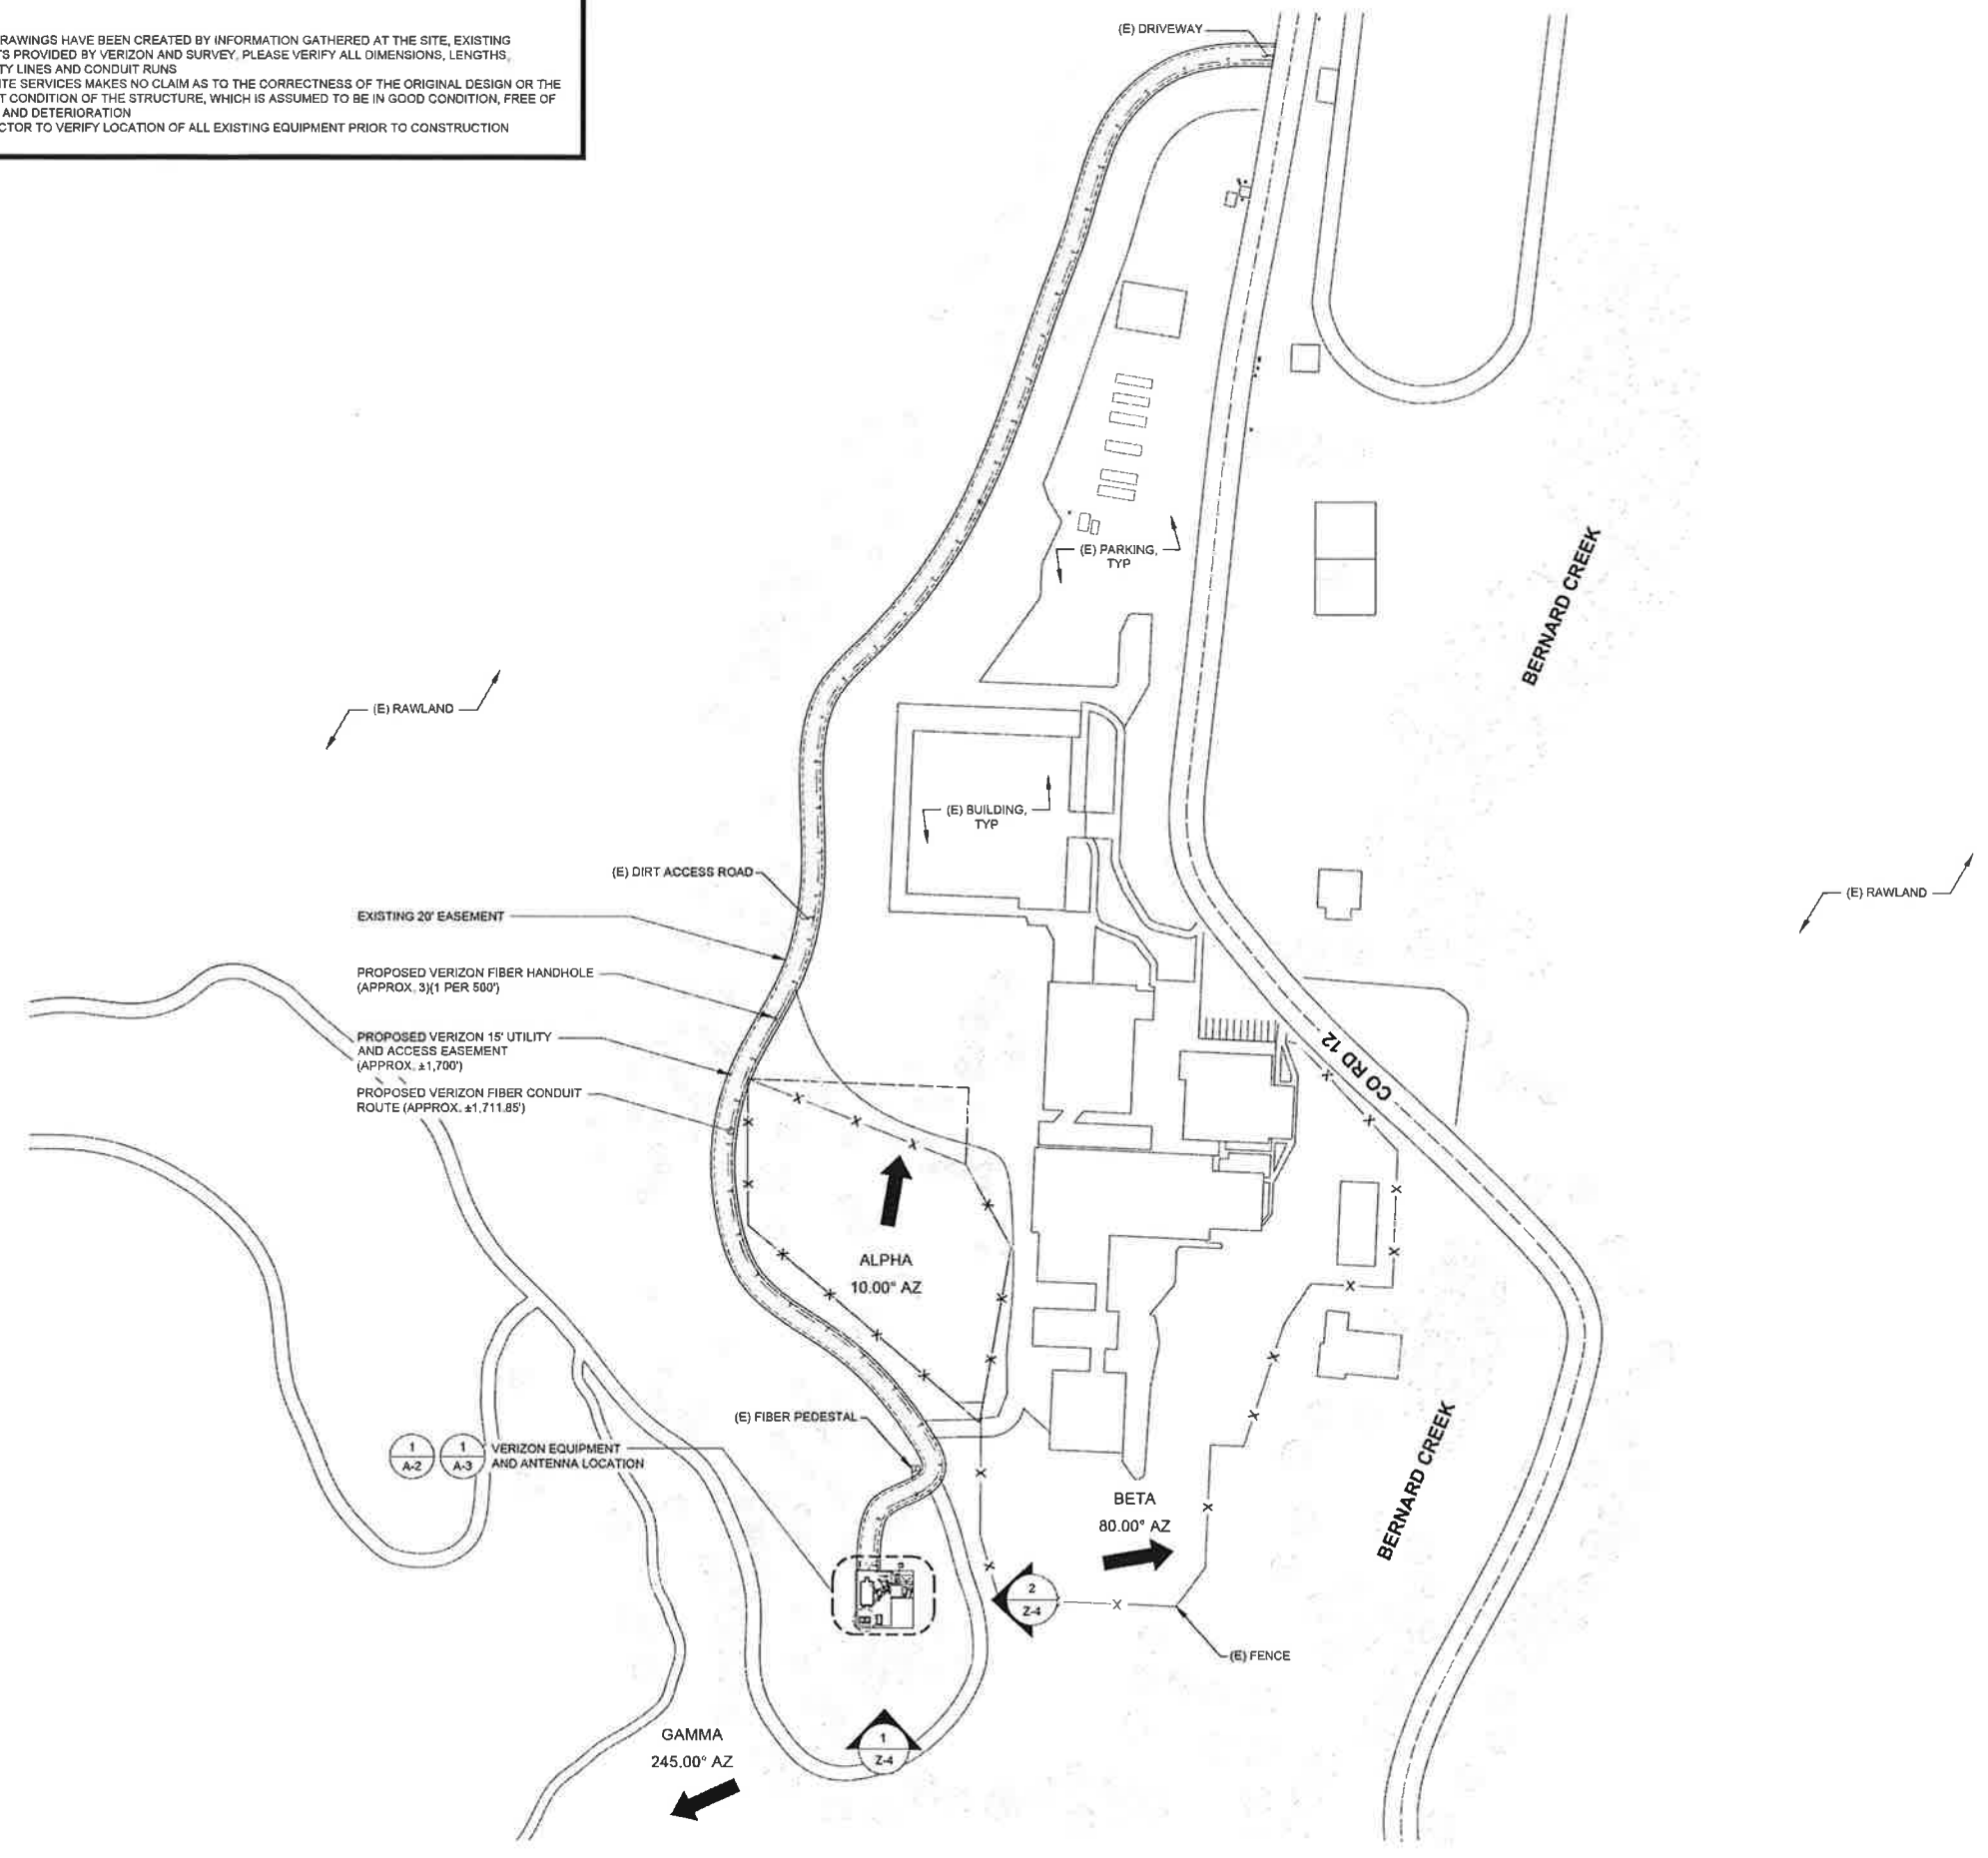 RAWINGS HAVE BEEN CREATED BY INFORMATION GATHERED AT THE SITE, EXISTING
TS PROVIDED BY VERIZON AND SURVEY, PLEASE VERIFY ALL DIMENSIONS, LENGTHS,
TY LINES AND CONDUIT RUNS
ITE SERVICES MAKES NO CLAIM AS TO THE CORRECTNESS OF THE ORIGINAL DESIGN OR THE
T CONDITION OF THE STRUCTURE, WHICH IS ASSUMED TO BE IN GOOD CONDITION, FREE OF
AND DETERIORATION
CTOR TO VERIFY LOCATION OF ALL EXISTING EQUIPMENT PRIOR TO CONSTRUCTION
(E) DRIVEWAY
(E) PARKING,
TYP
BERNARD CREEK
(E) RAWLAND
(E) BUILDING,
TYP
(E) DIRT ACCESS ROAD
(E) RAWLAND
EXISTING 20' EASEMENT
PROPOSED VERIZON FIBER HANDHOLE
(APPROX. 3)(1 PER 500')
PROPOSED VERIZON 15' UTILITY
AND ACCESS EASEMENT
(APPROX. ±1,700')
PROPOSED VERIZON FIBER CONDUIT
ROUTE (APPROX. ±1,711.85')
CO RD 12
ALPHA
10.00° AZ
(E) FIBER PEDESTAL
1
A-2
1
A-3
VERIZON EQUIPMENT
AND ANTENNA LOCATION
BETA
80.00° AZ
BERNARD CREEK
2
Z-4
(E) FENCE
GAMMA
245.00° AZ
1
Z-4